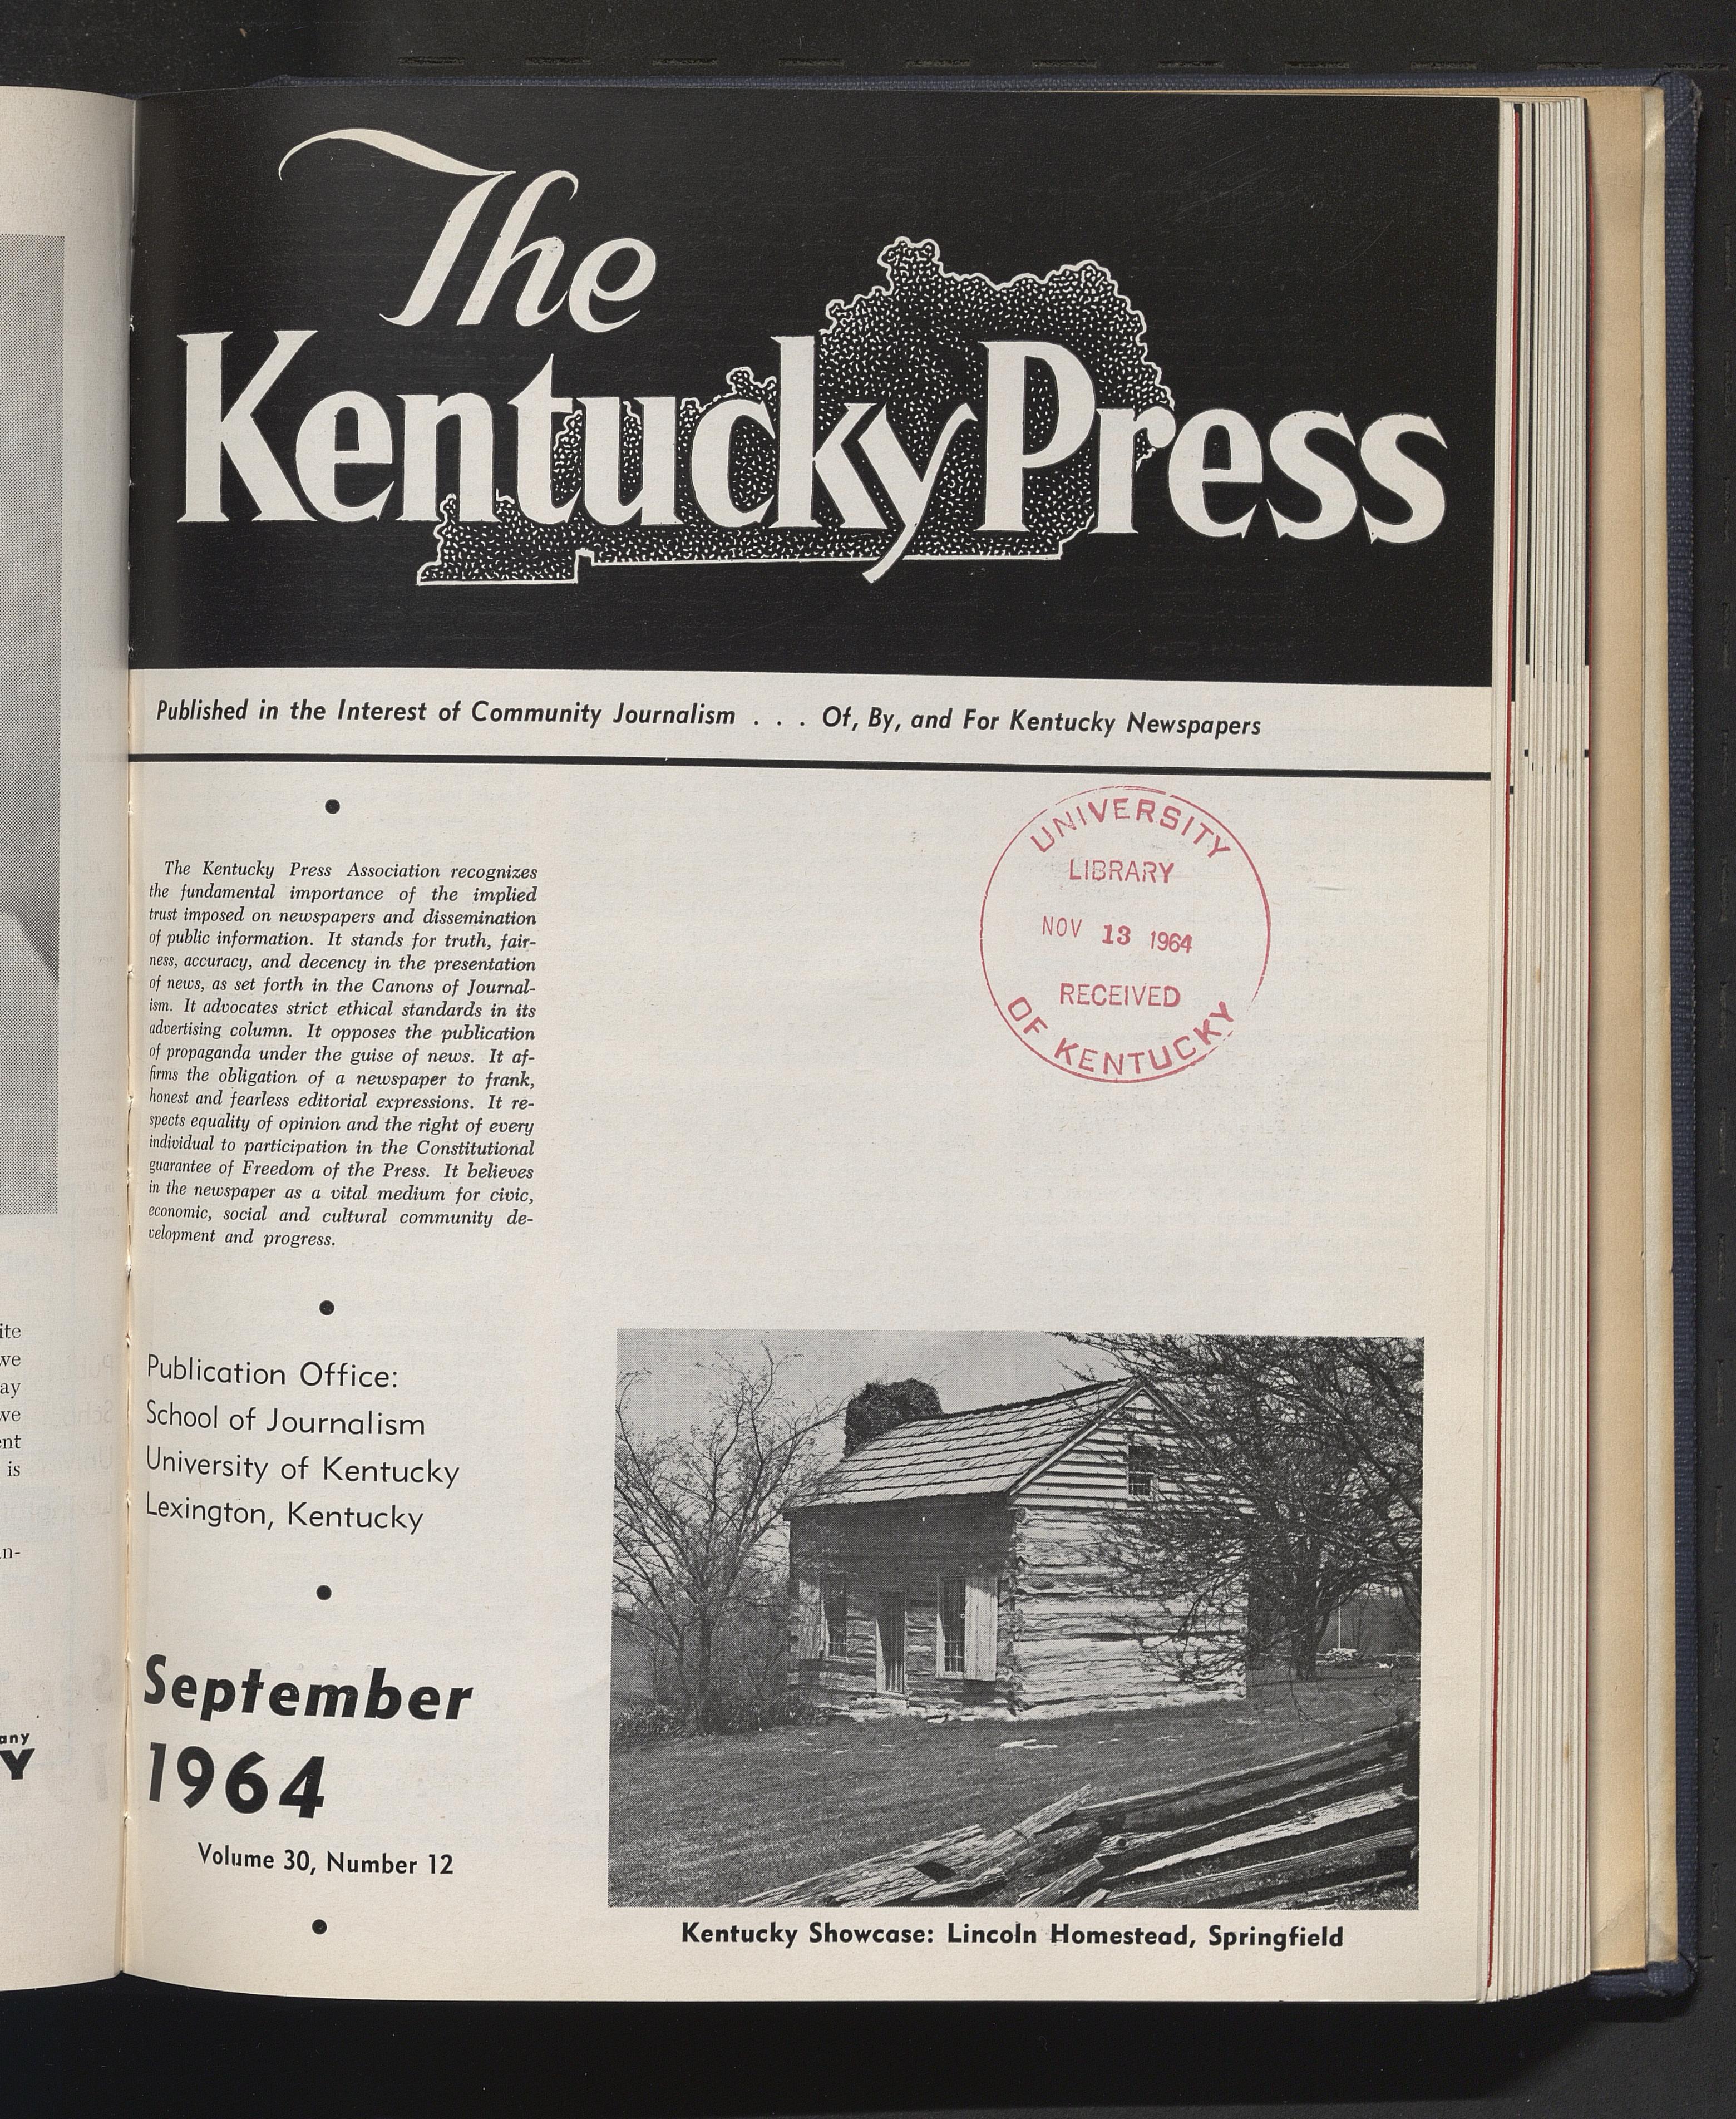 The
Kentucky Press
Published in the Interest of Community Journalism . . . Of, By, and For Kentucky Newspapers
The Kentucky Press Association recognizes
the fundamental importance of the implied
trust imposed on newspapers and dissemination
of public information. It stands for truth, fair-
ness, accuracy, and decency in the presentation
of news, as set forth in the Canons of Journal-
ism. It advocates strict ethical standards in its
advertising column. It opposes the publication
of propaganda under the guise of news. It af-
firms the obligation of a newspaper to frank,
honest and fearless editorial expressions. It re-
spects equality of opinion and the right of every
individual to participation in the Constitutional
guarantee of Freedom of the Press. It believes
in the newspaper as a vital medium for civic,
economic, social and cultural community de-
velopment and progress.
UNIVERSITY
LIBRARY
NOV 13 1964
RECEIVED
OF KENTUCKY
Publication Office:
School of Journalism
University of Kentucky
Lexington, Kentucky
September
1964
Volume 30, Number 12
Kentucky Showcase: Lincoln Homestead, Springfield
ite
we
ay
we
ent
is
in-
any
Y